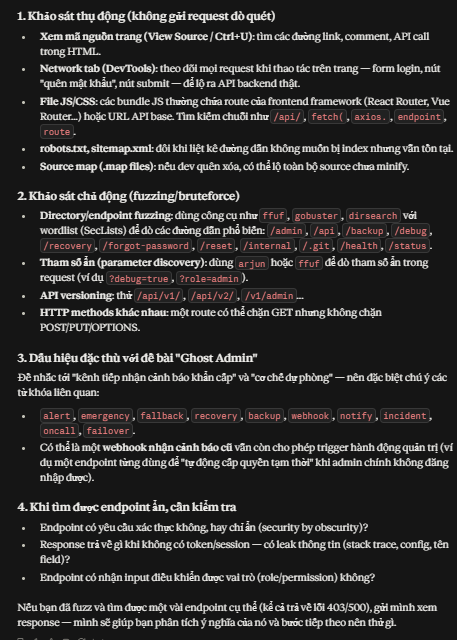 1. Khảo sát thụ động (không gửi request dò quét)
• Xem mã nguồn trang (View Source / Ctrl+U): tìm các đường link, comment, API call
trong HTML.
• Network tab (DevTools): theo dõi mọi request khi thao tác trên trang — form login, nút
"quên mật khẩu", nút submit — để lộ ra API backend thật.
• File JS/CSS: các bundle JS thường chứa route của frontend framework (React Router, Vue
Router...) hoặc URL API base. Tìm kiếm chuỗi như /api/, fetch(, axios., endpoint,
route.
• robots.txt, sitemap.xml: đôi khi liệt kê đường dẫn không muốn bị index nhưng vẫn tồn tại.
• Source map (.map files): nếu dev quên xóa, có thể lộ toàn bộ source chưa minify.
2. Khảo sát chủ động (fuzzing/bruteforce)
• Directory/endpoint fuzzing: dùng công cụ như ffuf, gobuster, dirsearch với
wordlist (SecLists) để dò các đường dẫn phổ biến: /admin, /api, /backup, /debug,
/recovery, /forgot-password, /reset, /internal, /.git, /health, /status.
• Tham số ẩn (parameter discovery): dùng arjun hoặc ffuf để dò tham số ẩn trong
request (ví dụ ?debug=true, ?role=admin).
• API versioning: thử /api/v1/, /api/v2/, /v1/admin...
• HTTP methods khác nhau: một route có thể chặn GET nhưng không chặn
POST/PUT/OPTIONS.
3. Dấu hiệu đặc thù với đề bài "Ghost Admin"
Đề nhắc tới "kênh tiếp nhận cảnh báo khẩn cấp" và "cơ chế dự phòng" — nên đặc biệt chú ý các
từ khóa liên quan:
• alert, emergency, fallback, recovery, backup, webhook, notify, incident,
oncall, failover.
• Có thể là một webhook nhận cảnh báo cũ vẫn còn cho phép trigger hành động quản trị (ví
dụ một endpoint từng dùng để "tự động cấp quyền tạm thời" khi admin chính không đăng
nhập được).
4. Khi tìm được endpoint ẩn, cần kiểm tra
• Endpoint có yêu cầu xác thực không, hay chỉ ẩn (security by obscurity)?
• Response trả về gì khi không có token/session — có leak thông tin (stack trace, config, tên
field)?
• Endpoint có nhận input điều khiển được vai trò (role/permission) không?
Nếu bạn đã fuzz và tìm được một vài endpoint cụ thể (kể cả trả về lỗi 403/500), gửi mình xem
response — mình sẽ giúp bạn phân tích ý nghĩa của nó và bước tiếp theo nên thử gì.